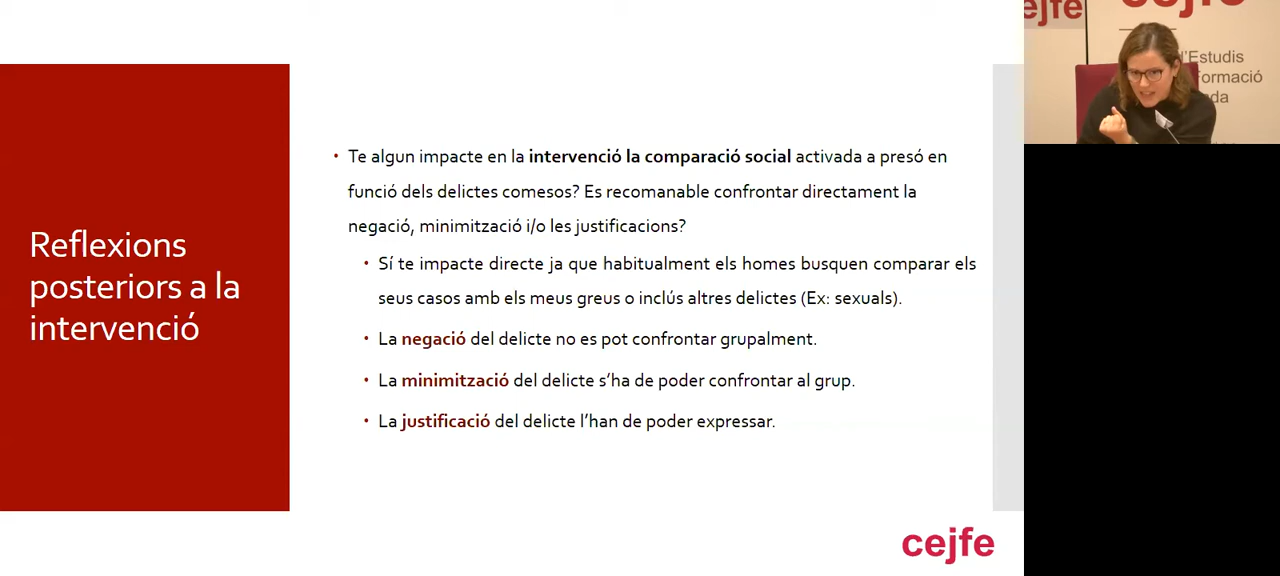 Reflexions
posteriors a la
intervenció
• Te algun impacte en la intervenció la comparació social activada a presó en
funció dels delictes comesos? Es recomanable confrontar directament la
negació, minimització i/o les justificacions?
• Sí te impacte directe ja que habitualment els homes busquen comparar els
seus casos amb els meus greus o inclús altres delictes (Ex: sexuals).
• La negació del delicte no es pot confrontar grupalment.
• La minimització del delicte s’ha de poder confrontar al grup.
• La justificació del delicte l’han de poder expressar.
cejfe
cejfe
cejfe
d’Estudis
Formació